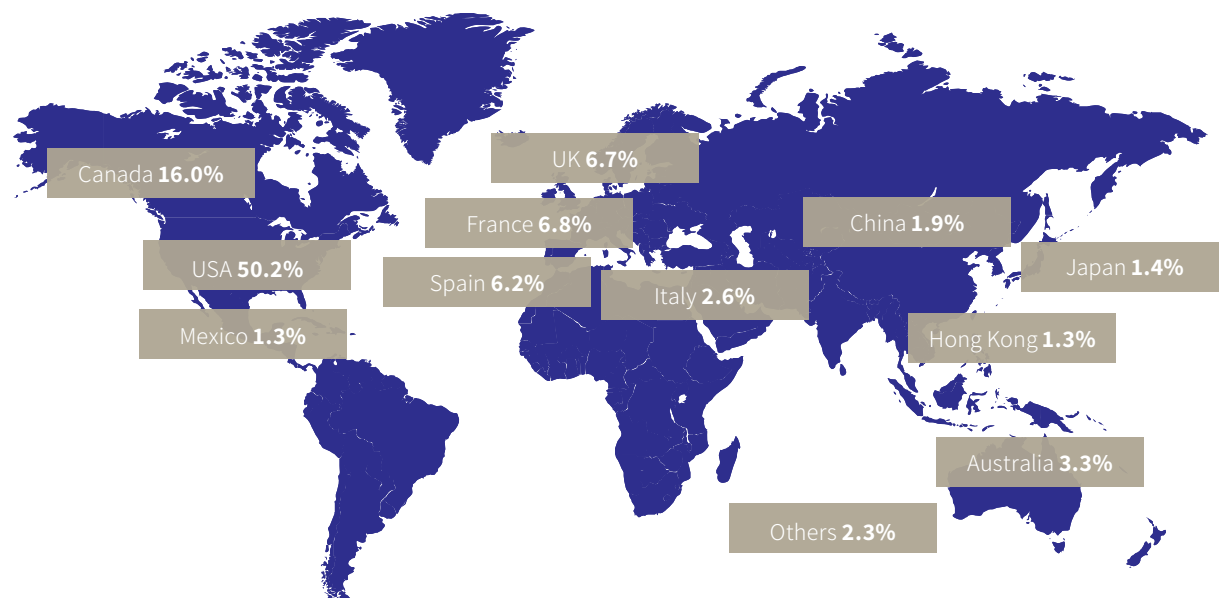 UK 6.7%
Canada 16.0%
France 6.8%
China 1.9%
USA 50.2%
Japan 1.4%
Spain 6.2%
Italy 2.6%
Mexico 1.3%
Hong Kong 1.3%
Australia 3.3%
Others 2.3%